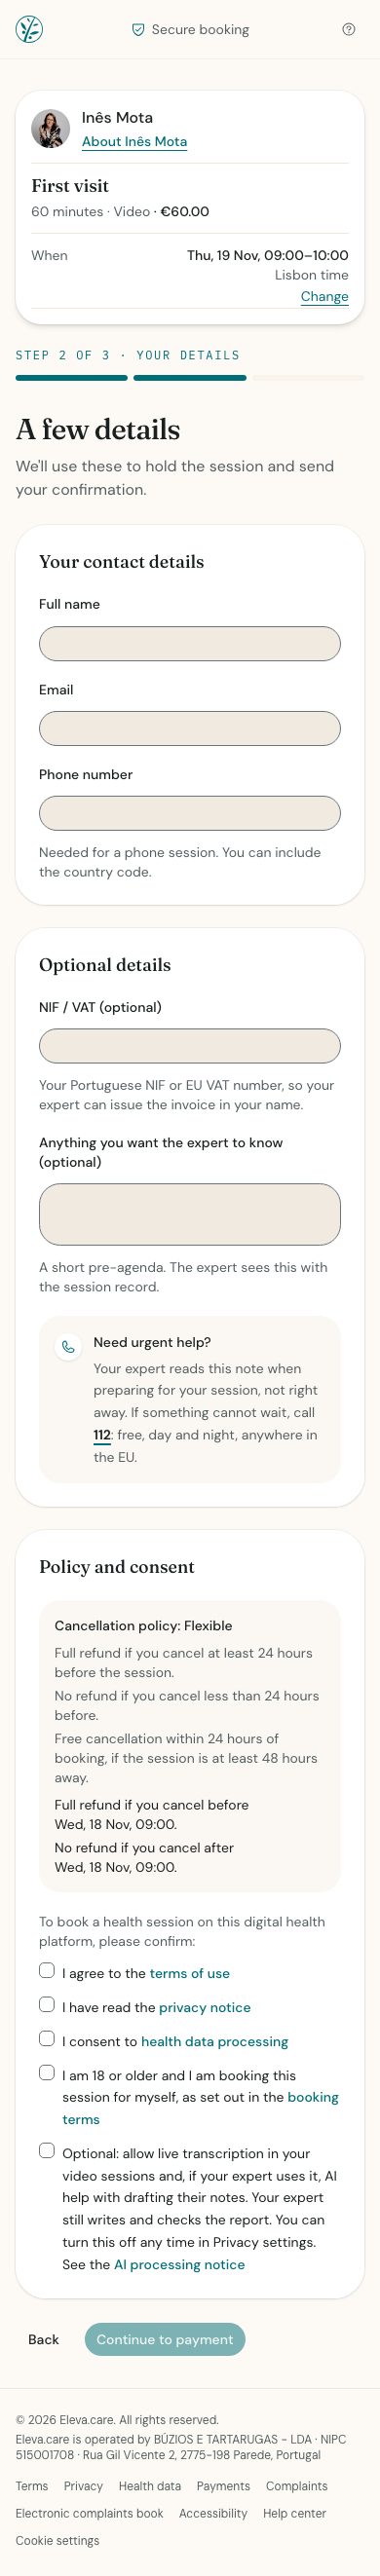 Secure booking
Inês Mota
About Inês Mota
First visit
60 minutes · Video · €60.00
When
Thu, 19 Nov, 09:00–10:00
Lisbon time
Change
STEP 2 OF 3 · YOUR DETAILS
A few details
We'll use these to hold the session and send
your confirmation.
Your contact details
Full name
Email
Phone number
Needed for a phone session. You can include
the country code.
Optional details
NIF / VAT (optional)
Your Portuguese NIF or EU VAT number, so your
expert can issue the invoice in your name.
Anything you want the expert to know
(optional)
A short pre-agenda. The expert sees this with
the session record.
Need urgent help?
Your expert reads this note when
preparing for your session, not right
away. If something cannot wait, call
112: free, day and night, anywhere in
the EU.
Policy and consent
Cancellation policy: Flexible
Full refund if you cancel at least 24 hours
before the session.
No refund if you cancel less than 24 hours
before.
Free cancellation within 24 hours of
booking, if the session is at least 48 hours
away.
Full refund if you cancel before
Wed, 18 Nov, 09:00.
No refund if you cancel after
Wed, 18 Nov, 09:00.
To book a health session on this digital health
platform, please confirm:
I agree to the terms of use
I have read the privacy notice
I consent to health data processing
I am 18 or older and I am booking this
session for myself, as set out in the booking
terms
Optional: allow live transcription in your
video sessions and, if your expert uses it, AI
help with drafting their notes. Your expert
still writes and checks the report. You can
turn this off any time in Privacy settings.
See the AI processing notice
Back
Continue to payment
© 2026 Eleva.care. All rights reserved.
Eleva.care is operated by BÚZIOS E TARTARUGAS - LDA · NIPC
515001708 · Rua Gil Vicente 2, 2775-198 Parede, Portugal
Terms Privacy Health data Payments Complaints
Electronic complaints book Accessibility Help center
Cookie settings